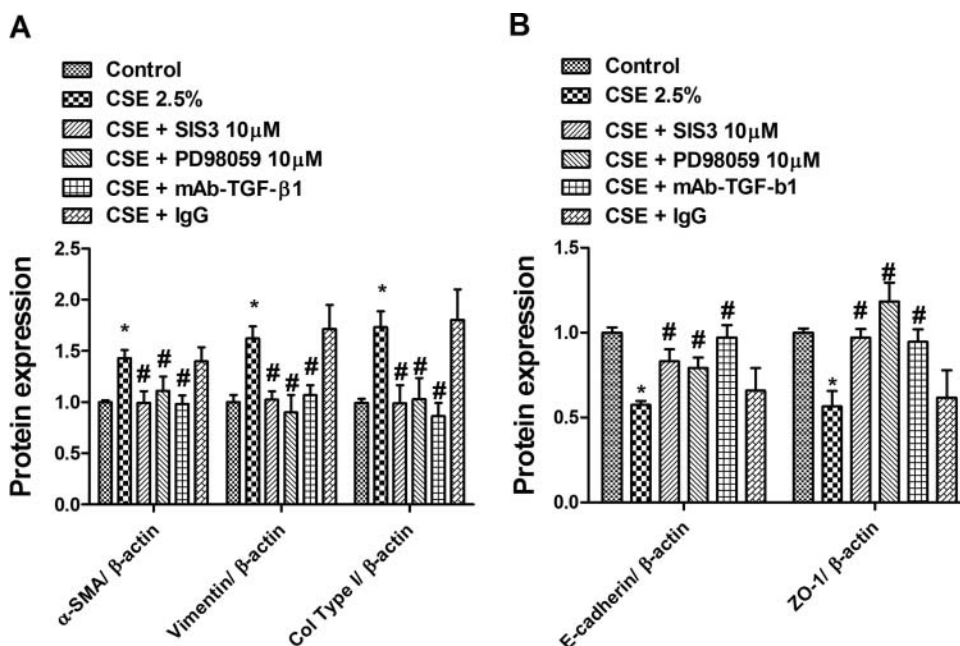 A
Control
CSE 2.5%
CSE + SIS3 10μM
CSE + PD98059 10μM
CSE + mAb-TGF-β1
CSE + IgG
Protein expression
2.5
2.0
1.5
1.0
0.5
0.0
*
#
#
#
*
#
#
#
*
#
#
#
α-SMA/ β-actin
Vimentin/ β-actin
Col Type I/ β-actin
B
Control
CSE 2.5%
CSE + SIS3 10μM
CSE + PD98059 10μM
CSE + mAb-TGF-b1
CSE + IgG
Protein expression
1.5
1.0
0.5
0.0
*
#
#
#
*
#
#
#
E-cadherin/ β-actin
ZO-1/ β-actin